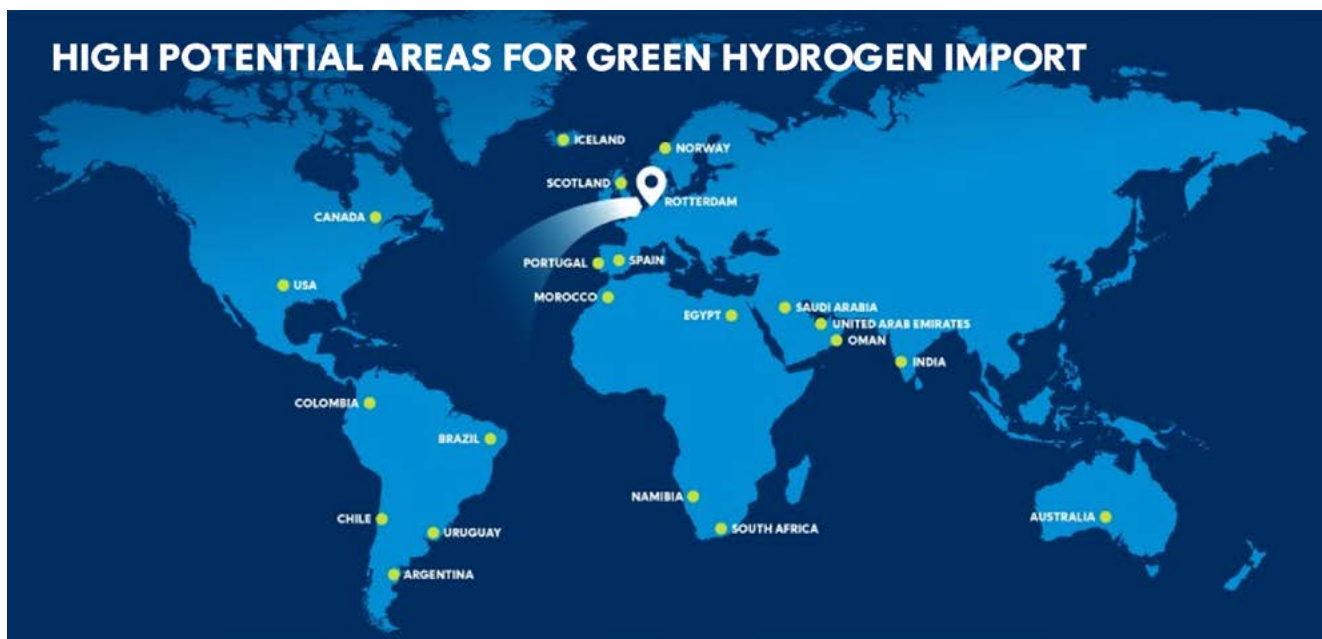 HIGH POTENTIAL AREAS FOR GREEN HYDROGEN IMPORT
ICELAND
NORWAY
SCOTLAND
ROTTERDAM
CANADA
PORTUGAL
SPAIN
USA
MOROCCO
EGYPT
SAUDI ARABIA
UNITED ARAB EMIRATES
OMAN
INDIA
COLOMBIA
BRAZIL
NAMIBIA
CHILE
URUGUAY
SOUTH AFRICA
AUSTRALIA
ARGENTINA